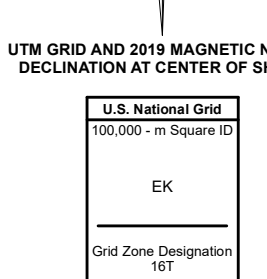 UTM GRID AND 2019 MAGNETIC
DECLINATION AT CENTER OF
U.S. National Grid
100,000 - m Square ID
EK
Grid Zone Designation
16T